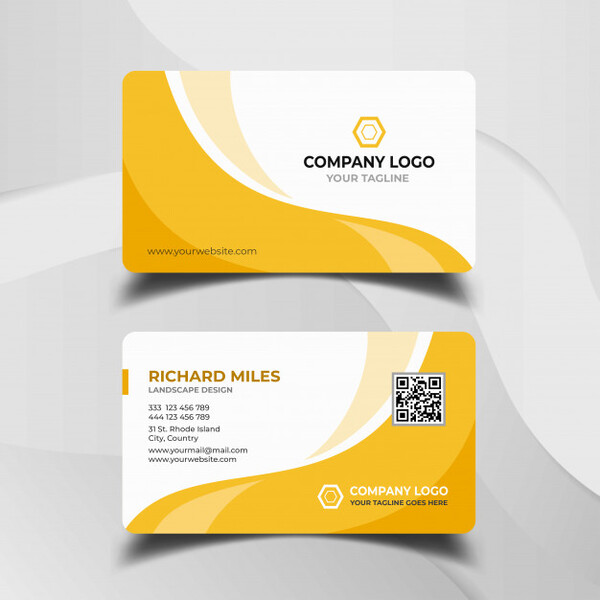 COMPANY LOGO
YOUR TAGLINE
www.yourwebsite.com
RICHARD MILES
LANDSCAPE DESIGN
333 123 456 789
444 123 456 789
31 St. Rhode Island
City, Country
www.yourmail@mail.com
www.yourwebsite.com
COMPANY LOGO
YOUR TAGLINE GOES HERE